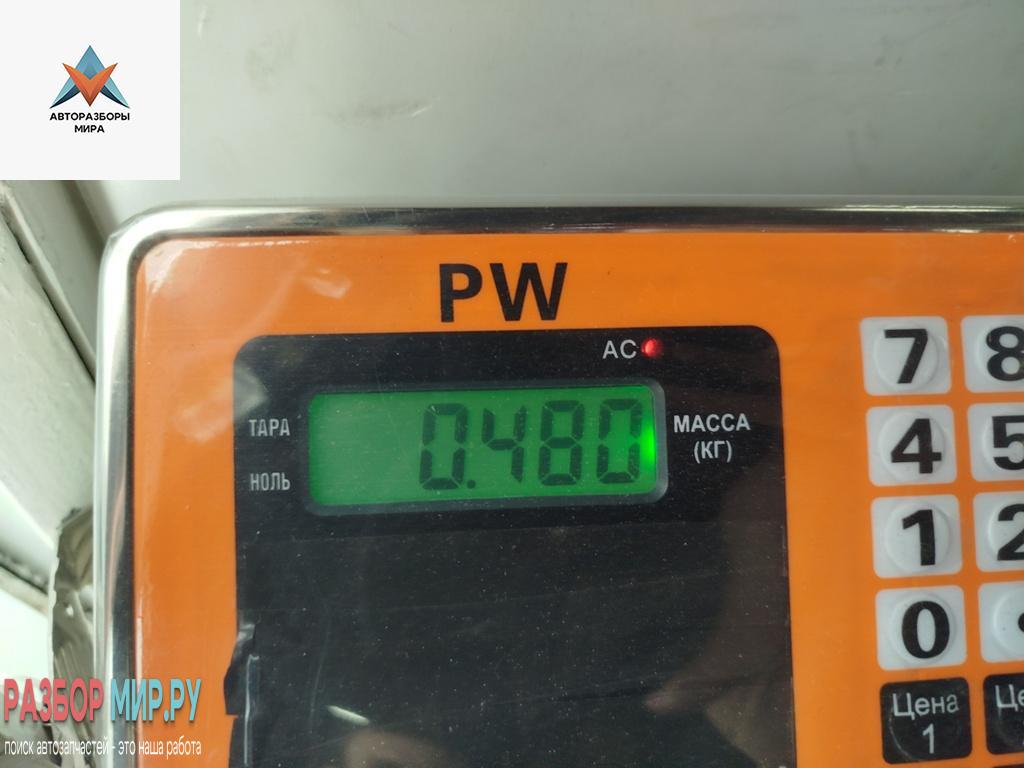 АВТОРАЗБОРЫ
МИРА
PW
AC
ТАРА
НОЛЬ
0.480
МАССА
(КГ)
7 8
4 5
1 2
0
Цена
1
РАЗБОР МИР.РУ
поиск автозапчастей - это наша работа